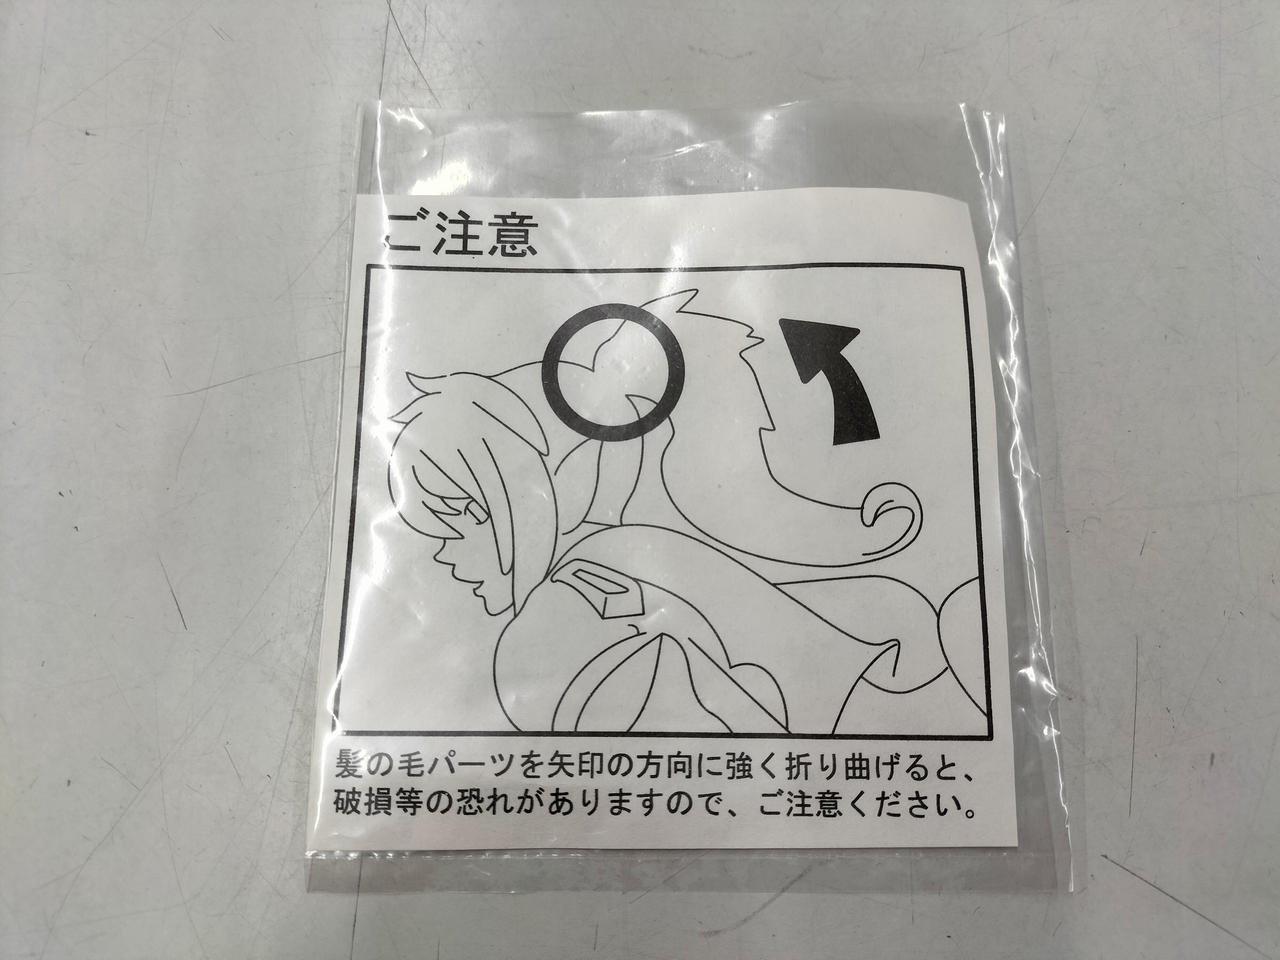 ご注意
髪の毛パーツを矢印の方向に強く折り曲げると、
破損等の恐れがありますので、ご注意ください。